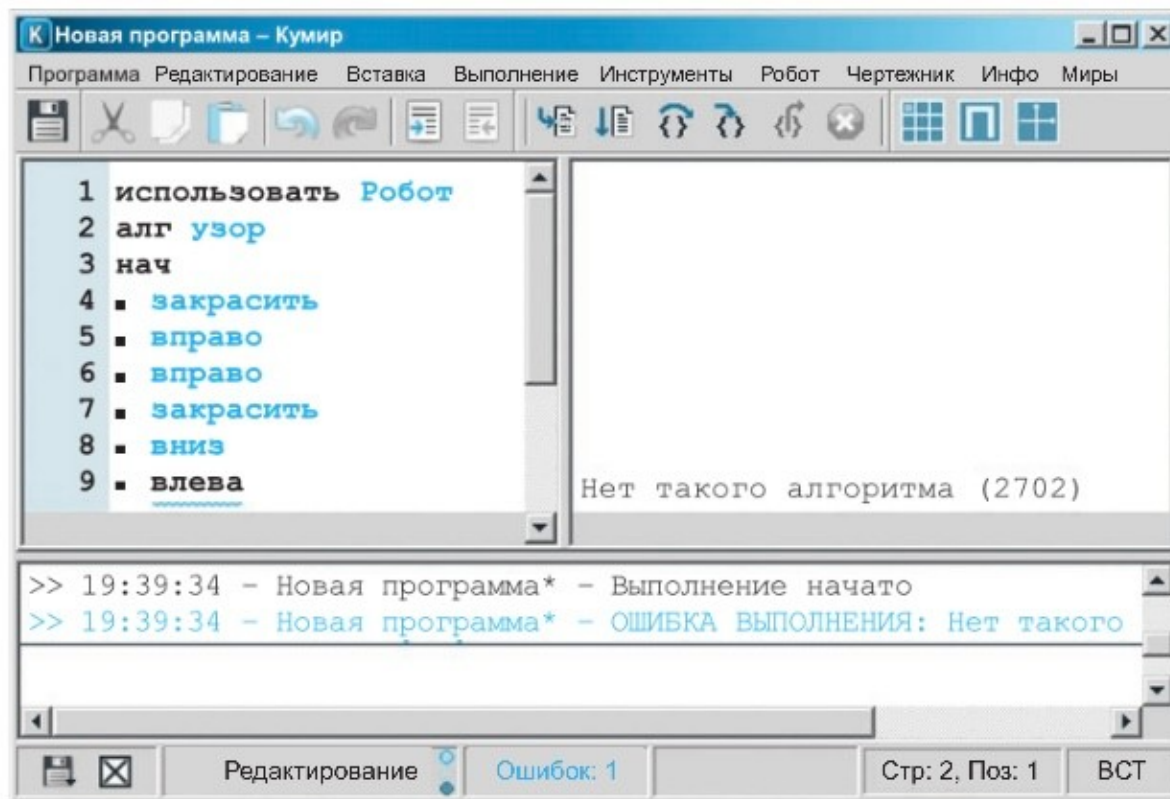 K Новая программа – Кумир
Программа Редактирование Вставка Выполнение Инструменты Робот Чертежник Инфо Миры
1 использовать Робот
2 алг узор
3 нач
4 ▪ закрасить
5 ▪ вправо
6 ▪ вправо
7 ▪ закрасить
8 ▪ вниз
9 ▪ влева
Нет такого алгоритма (2702)
>> 19:39:34 – Новая программа* – Выполнение начато
>> 19:39:34 – Новая программа* – ОШИБКА ВЫПОЛНЕНИЯ: Нет такого
Редактирование Ошибок: 1 Стр: 2, Поз: 1 ВСТ